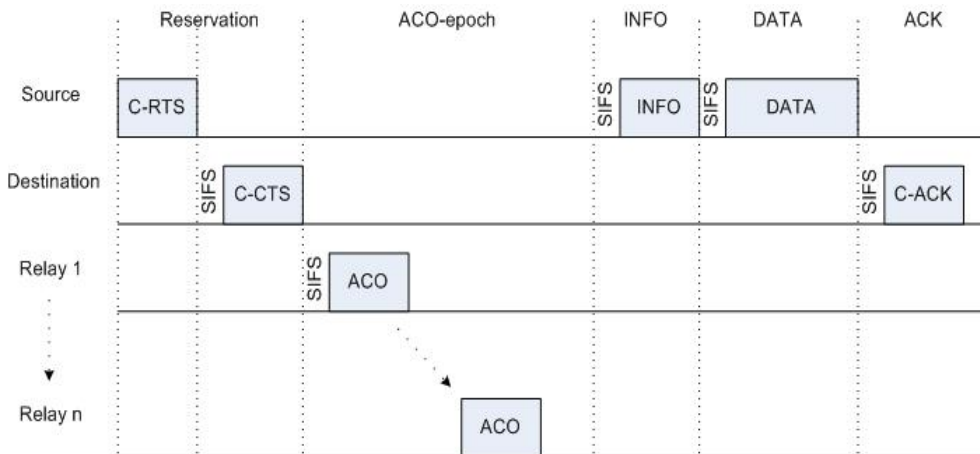 Reservation ACO-epoch INFO DATA ACK
Source C-RTS SIFS INFO SIFS DATA
Destination SIFS C-CTS SIFS C-ACK
Relay 1 SIFS ACO
Relay n ACO